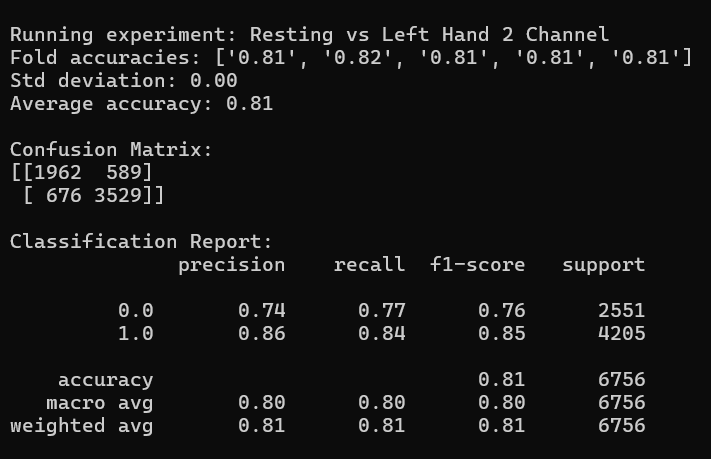 Running experiment: Resting vs Left Hand 2 Channel
Fold accuracies: ['0.81', '0.82', '0.81', '0.81', '0.81']
Std deviation: 0.00
Average accuracy: 0.81
Confusion Matrix:
[[1962  589]
 [ 676 3529]]
Classification Report:
              precision    recall  f1-score   support
         0.0       0.74      0.77      0.76      2551
         1.0       0.86      0.84      0.85      4205
    accuracy                           0.81      6756
   macro avg       0.80      0.80      0.80      6756
weighted avg       0.81      0.81      0.81      6756